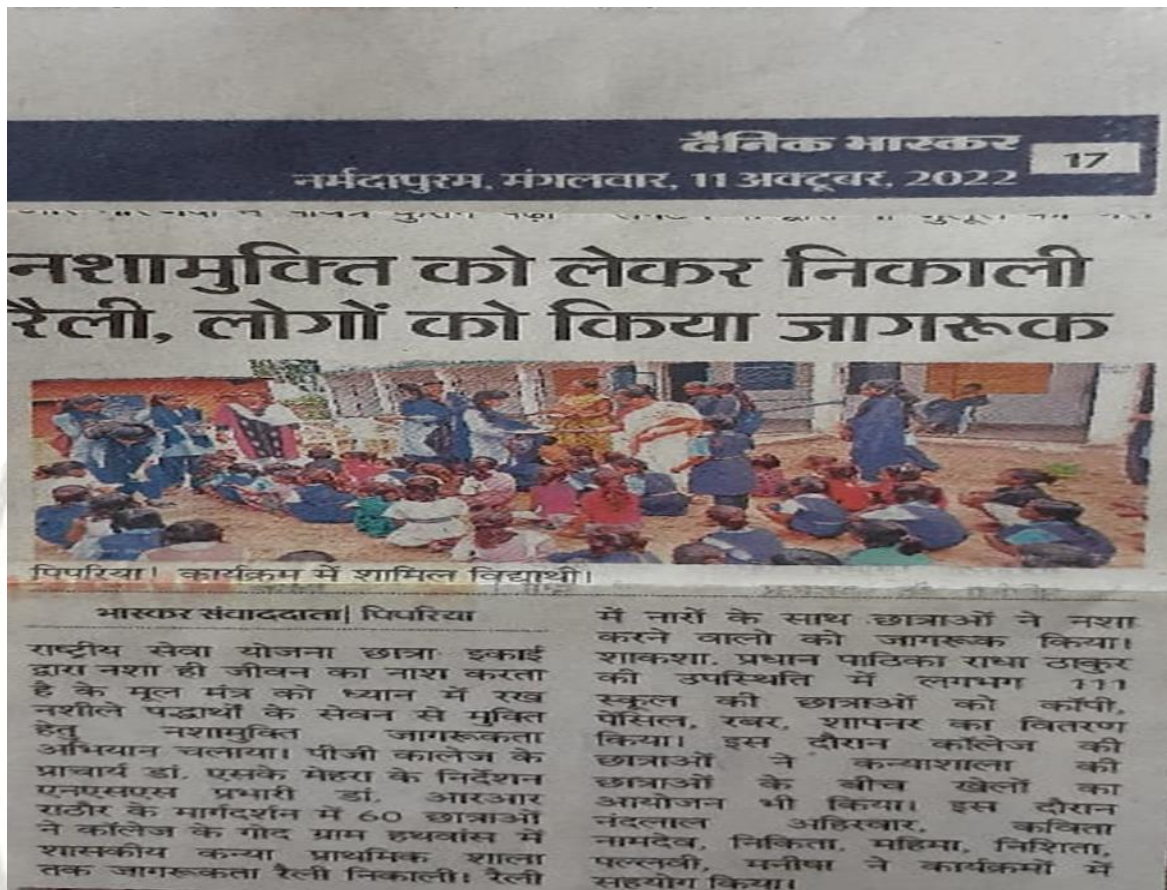 दैनिक भास्कर
17
नर्मदापुरम, मंगलवार, 11 अक्टूबर, 2022
नशामुक्ति को लेकर निकाली
रैली, लोगों को किया जागरूक
पिपरिया। कार्यक्रम में शामिल विद्यार्थी।
भास्कर संवाददाता| पिपरिया
राष्ट्रीय सेवा योजना छात्रा इकाई
द्वारा नशा ही जीवन का नाश करता
है के मूल मंत्र को ध्यान में रख
नशीले पद्धार्थों के सेवन से मुक्ति
हेतु नशामुक्ति जागरूकता
अभियान चलाया। पीजी कालेज के
प्राचार्य डां. एसके मेहरा के निर्देशन
एनएसएस प्रभारी डां. आरआर
राठौर के मार्गदर्शन में 60 छात्राओं
ने कॉलेज के गोद ग्राम हथवांस में
शासकीय कन्या प्राथमिक शाला
तक जागरूकता रैली निकाली। रैली
में नारों के साथ छात्राओं ने नशा
करने वालो को जागरूक किया।
शाकशा. प्रधान पाठिका राधा ठाकुर
की उपस्थिति में लगभग 111
स्कूल की छात्राओं को कॉपी,
पेंसिल, रबर, शापनर का वितरण
किया। इस दौरान कॉलेज की
छात्राओं ने कन्याशाला की
छात्राओं के बीच खेलों का
आयोजन भी किया। इस दौरान
नंदलाल अहिरवार, कविता
नामदेव, निकिता, महिमा, निशिता,
पल्लवी, मनीषा ने कार्यक्रमों में
सहयोग किया।